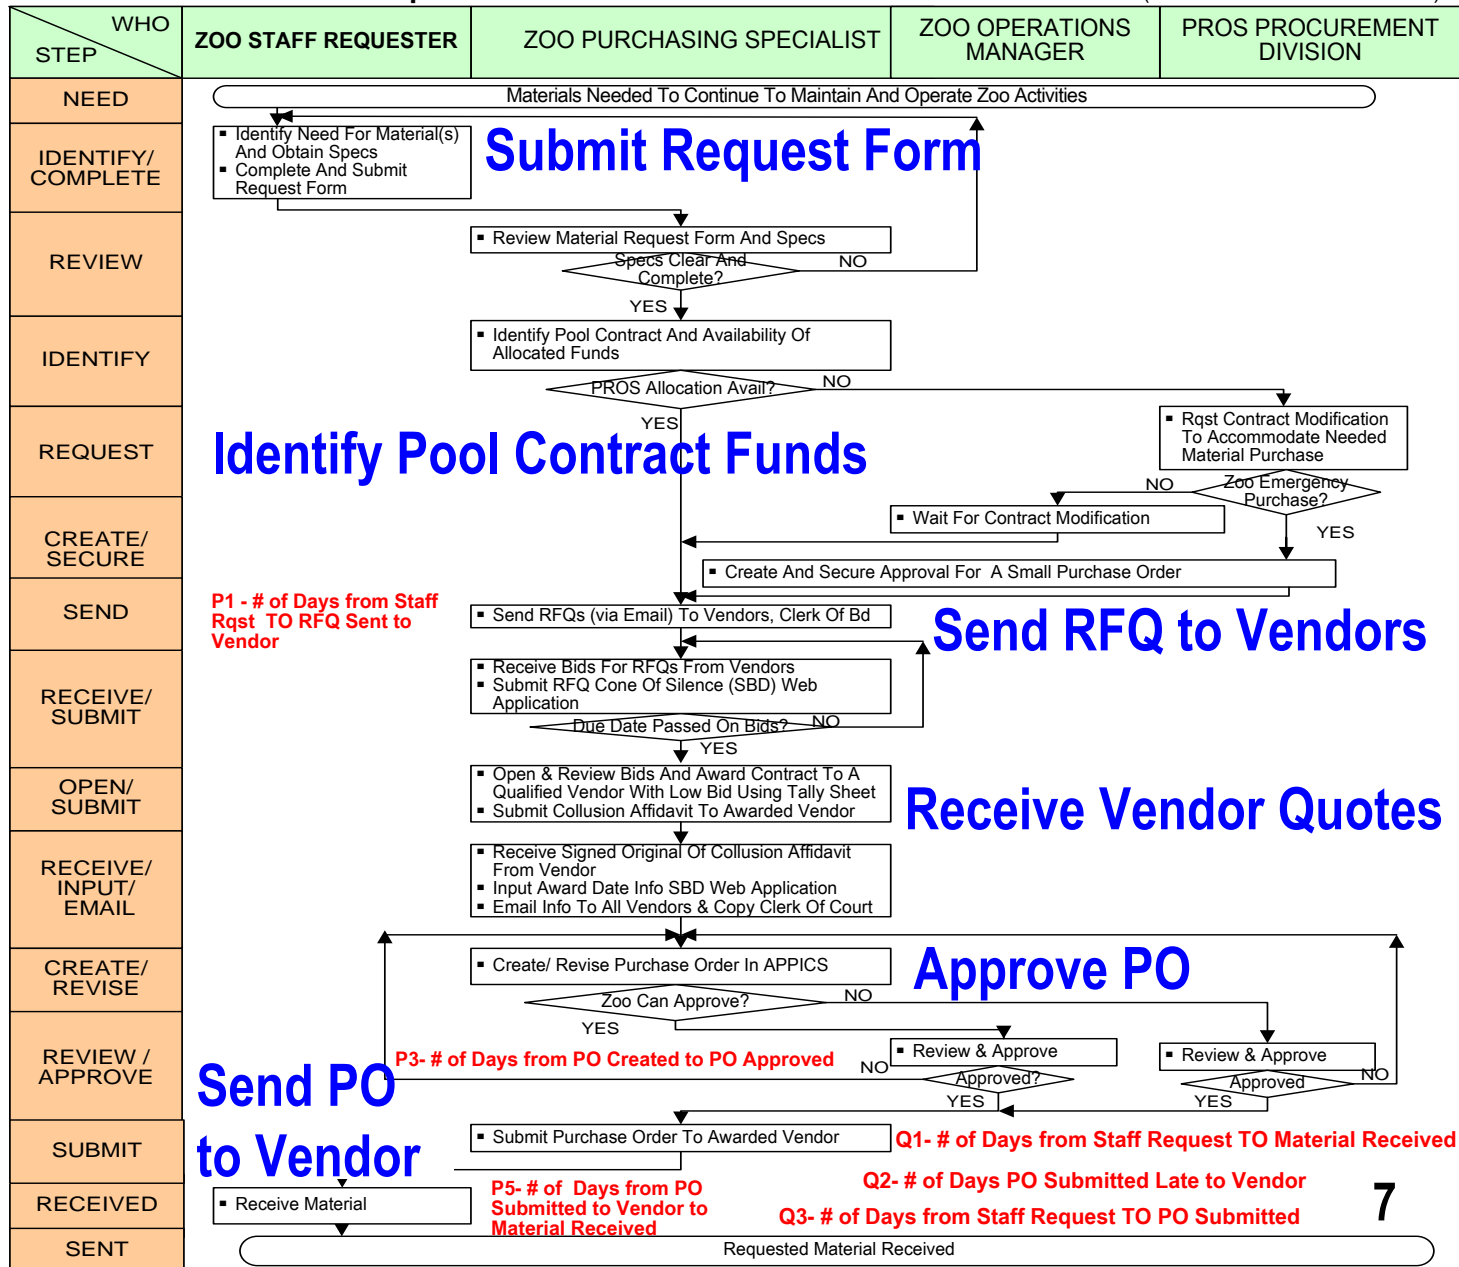 WHO
STEP
ZOO STAFF REQUESTER
ZOO PURCHASING SPECIALIST
ZOO OPERATIONS
MANAGER
PROS PROCUREMENT
DIVISION
NEED
Materials Needed To Continue To Maintain And Operate Zoo Activities
IDENTIFY/
COMPLETE
▪ Identify Need For Material(s)
And Obtain Specs
▪ Complete And Submit
Request Form
Submit Request Form
REVIEW
▪ Review Material Request Form And Specs
Specs Clear And
Complete?
NO
YES
IDENTIFY
▪ Identify Pool Contract And Availability Of
Allocated Funds
PROS Allocation Avail?
NO
YES
REQUEST
Identify Pool Contract Funds
▪ Rqst Contract Modification
To Accommodate Needed
Material Purchase
Zoo Emergency
Purchase?
NO
YES
CREATE/
SECURE
▪ Wait For Contract Modification
▪ Create And Secure Approval For A Small Purchase Order
SEND
P1 - # of Days from Staff
Rqst TO RFQ Sent to
Vendor
▪ Send RFQs (via Email) To Vendors, Clerk Of Bd
Send RFQ to Vendors
RECEIVE/
SUBMIT
▪ Receive Bids For RFQs From Vendors
▪ Submit RFQ Cone Of Silence (SBD) Web
Application
Due Date Passed On Bids?
NO
YES
OPEN/
SUBMIT
▪ Open & Review Bids And Award Contract To A
Qualified Vendor With Low Bid Using Tally Sheet
▪ Submit Collusion Affidavit To Awarded Vendor
Receive Vendor Quotes
RECEIVE/
INPUT/
EMAIL
▪ Receive Signed Original Of Collusion Affidavit
From Vendor
▪ Input Award Date Info SBD Web Application
▪ Email Info To All Vendors & Copy Clerk Of Court
CREATE/
REVISE
▪ Create/ Revise Purchase Order In APPICS
Approve PO
Zoo Can Approve?
NO
YES
REVIEW /
APPROVE
P3- # of Days from PO Created to PO Approved
▪ Review & Approve
Approved?
NO
YES
▪ Review & Approve
Approved
NO
YES
Send PO
to Vendor
SUBMIT
▪ Submit Purchase Order To Awarded Vendor
Q1- # of Days from Staff Request TO Material Received
RECEIVED
▪ Receive Material
P5- # of Days from PO
Submitted to Vendor to
Material Received
Q2- # of Days PO Submitted Late to Vendor
Q3- # of Days from Staff Request TO PO Submitted
7
SENT
Requested Material Received